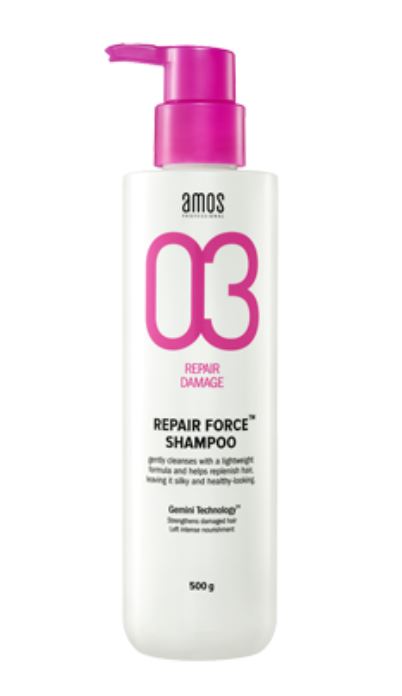 amos
PROFESSIONAL
03
REPAIR
DAMAGE
REPAIR FORCE™
SHAMPOO
gently cleanses with a lightweight
formula and helps replenish hair,
leaving it silky and healthy-looking.
Gemini Technology™
Strengthens damaged hair
Left intense nourishment
500g